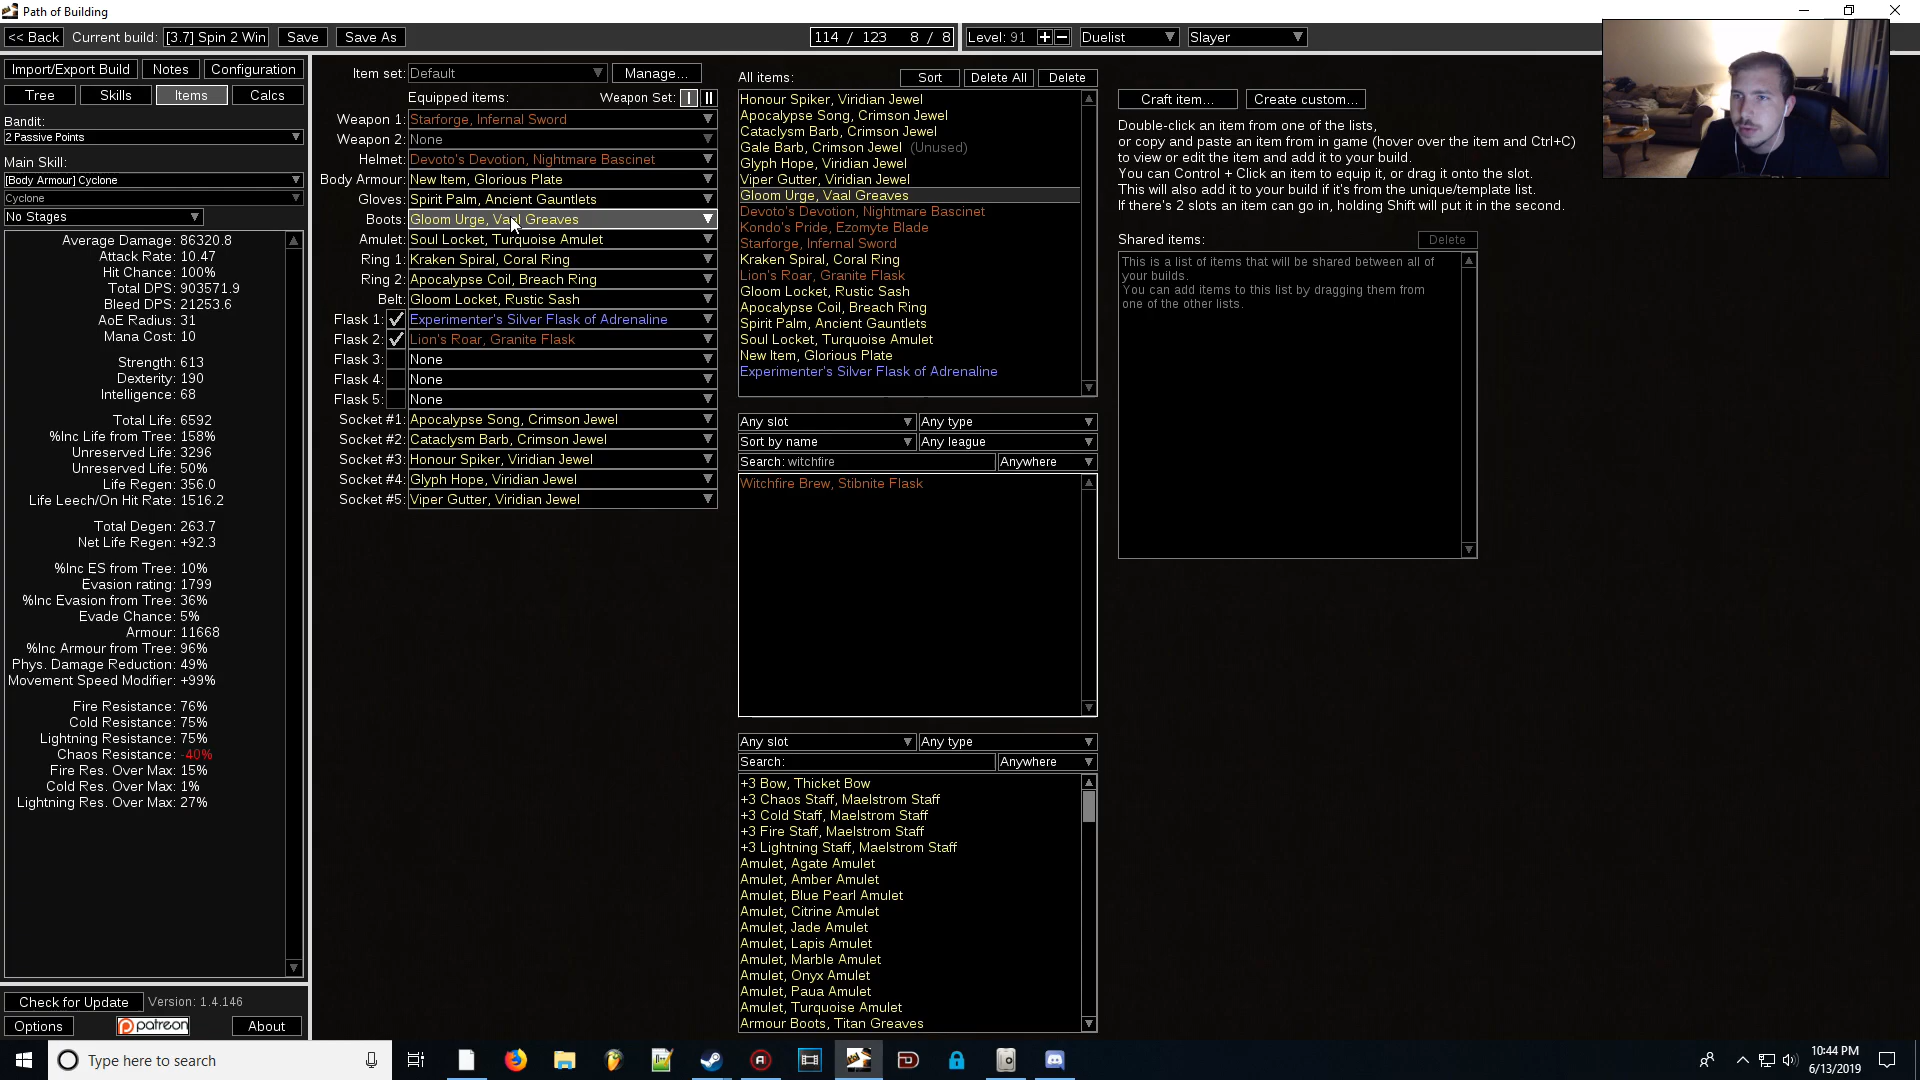 Path of Building
<< Back
Current build: [3.7] Spin 2 Win
Save
Save As
114 / 123 8 / 8
Level: 91
+
−
Duelist
Slayer
Import/Export Build
Notes
Configuration
Tree
Skills
Items
Calcs
Bandit:
2 Passive Points
Main Skill:
[Body Armour] Cyclone
Cyclone
No Stages
Average Damage: 86320.8
Attack Rate: 10.47
Hit Chance: 100%
Total DPS: 903571.9
Bleed DPS: 21253.6
AoE Radius: 31
Mana Cost: 10
Strength: 613
Dexterity: 190
Intelligence: 68
Total Life: 6592
%Inc Life from Tree: 158%
Unreserved Life: 3296
Unreserved Life: 50%
Life Regen: 356.0
Life Leech/On Hit Rate: 1516.2
Total Degen: 263.7
Net Life Regen: +92.3
%Inc ES from Tree: 10%
Evasion rating: 1799
%Inc Evasion from Tree: 36%
Evade Chance: 5%
Armour: 11668
%Inc Armour from Tree: 96%
Phys. Damage Reduction: 49%
Movement Speed Modifier: +99%
Fire Resistance: 76%
Cold Resistance: 75%
Lightning Resistance: 75%
Chaos Resistance: -40%
Fire Res. Over Max: 15%
Cold Res. Over Max: 1%
Lightning Res. Over Max: 27%
Check for Update
Version: 1.4.146
Options
patreon
About
Item set: Default
Manage...
Equipped items:
Weapon Set: I II
Weapon 1: Starforge, Infernal Sword
Weapon 2: None
Helmet: Devoto's Devotion, Nightmare Bascinet
Body Armour: New Item, Glorious Plate
Gloves: Spirit Palm, Ancient Gauntlets
Boots: Gloom Urge, Vaal Greaves
Amulet: Soul Locket, Turquoise Amulet
Ring 1: Kraken Spiral, Coral Ring
Ring 2: Apocalypse Coil, Breach Ring
Belt: Gloom Locket, Rustic Sash
Flask 1: Experimenter's Silver Flask of Adrenaline
Flask 2: Lion's Roar, Granite Flask
Flask 3: None
Flask 4: None
Flask 5: None
Socket #1: Apocalypse Song, Crimson Jewel
Socket #2: Cataclysm Barb, Crimson Jewel
Socket #3: Honour Spiker, Viridian Jewel
Socket #4: Glyph Hope, Viridian Jewel
Socket #5: Viper Gutter, Viridian Jewel
All items:
Sort
Delete All
Delete
Honour Spiker, Viridian Jewel
Apocalypse Song, Crimson Jewel
Cataclysm Barb, Crimson Jewel
Gale Barb, Crimson Jewel (Unused)
Glyph Hope, Viridian Jewel
Viper Gutter, Viridian Jewel
Gloom Urge, Vaal Greaves
Devoto's Devotion, Nightmare Bascinet
Kondo's Pride, Ezomyte Blade
Starforge, Infernal Sword
Kraken Spiral, Coral Ring
Lion's Roar, Granite Flask
Gloom Locket, Rustic Sash
Apocalypse Coil, Breach Ring
Spirit Palm, Ancient Gauntlets
Soul Locket, Turquoise Amulet
New Item, Glorious Plate
Experimenter's Silver Flask of Adrenaline
Any slot
Any type
Sort by name
Any league
Search: witchfire
Anywhere
Witchfire Brew, Stibnite Flask
Any slot
Any type
Search:
Anywhere
+3 Bow, Thicket Bow
+3 Chaos Staff, Maelstrom Staff
+3 Cold Staff, Maelstrom Staff
+3 Fire Staff, Maelstrom Staff
+3 Lightning Staff, Maelstrom Staff
Amulet, Agate Amulet
Amulet, Amber Amulet
Amulet, Blue Pearl Amulet
Amulet, Citrine Amulet
Amulet, Jade Amulet
Amulet, Lapis Amulet
Amulet, Marble Amulet
Amulet, Onyx Amulet
Amulet, Paua Amulet
Amulet, Turquoise Amulet
Armour Boots, Titan Greaves
Craft item...
Create custom...
Double-click an item from one of the lists,
or copy and paste an item from in game (hover over the item and Ctrl+C)
to view or edit the item and add it to your build.
You can Control + Click an item to equip it, or drag it onto the slot.
This will also add it to your build if it's from the unique/template list.
If there's 2 slots an item can go in, holding Shift will put it in the second.
Shared items:
Delete
This is a list of items that will be shared between all of
your builds.
You can add items to this list by dragging them from
one of the other lists.
Type here to search
10:44 PM
6/13/2019